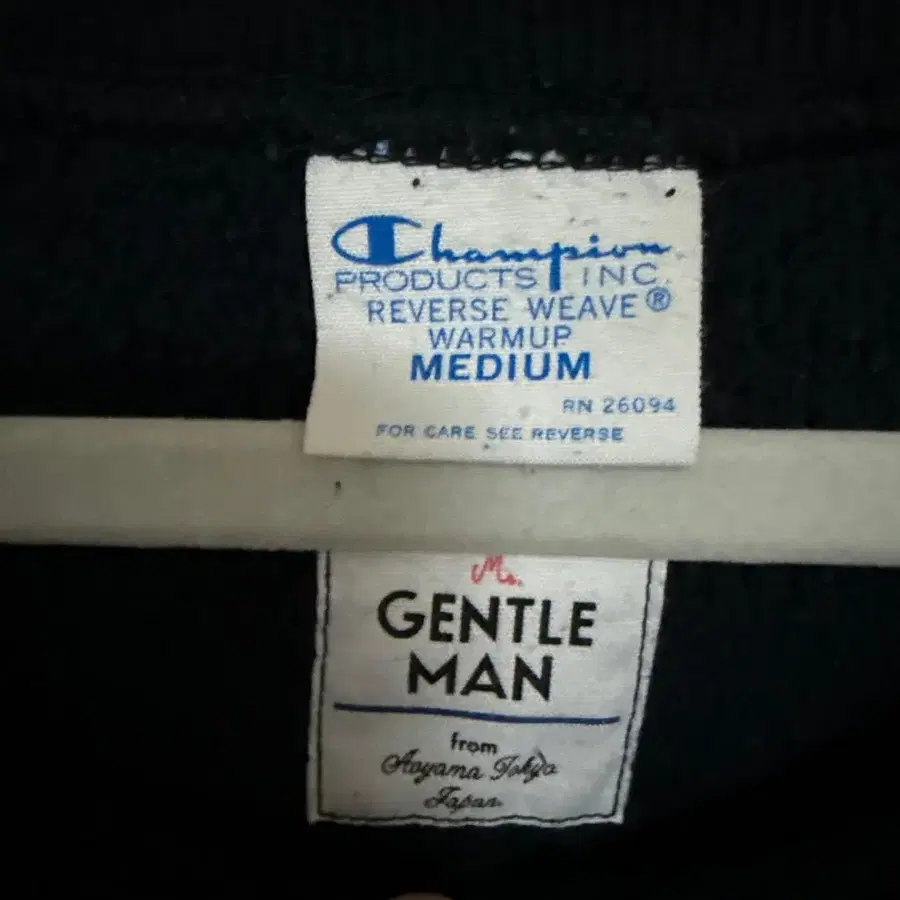 Champion
PRODUCTS INC.
REVERSE WEAVE®
WARMUP
MEDIUM
RN 26094
FOR CARE SEE REVERSE
Mr.
GENTLE
MAN
from
Aoyama Tokyo
Japan.